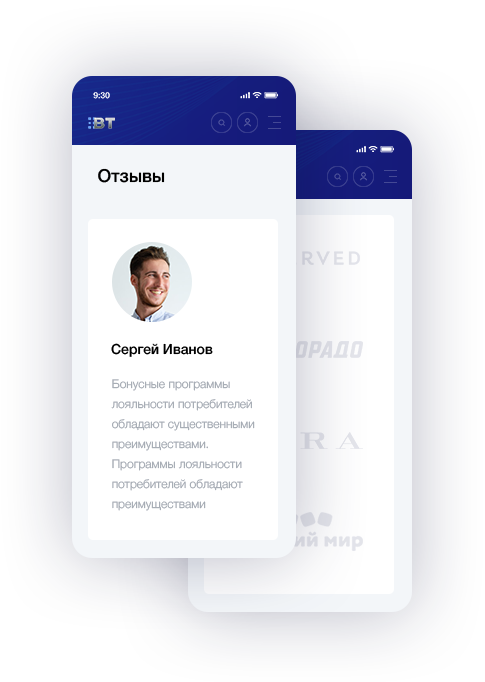 9:30
BT
Отзывы
Сергей Иванов
Бонусные программы
лояльности потребителей
обладают существенными
преимуществами.
Программы лояльности
потребителей обладают
преимуществами
RVED
ОРАДО
RA
ий мир